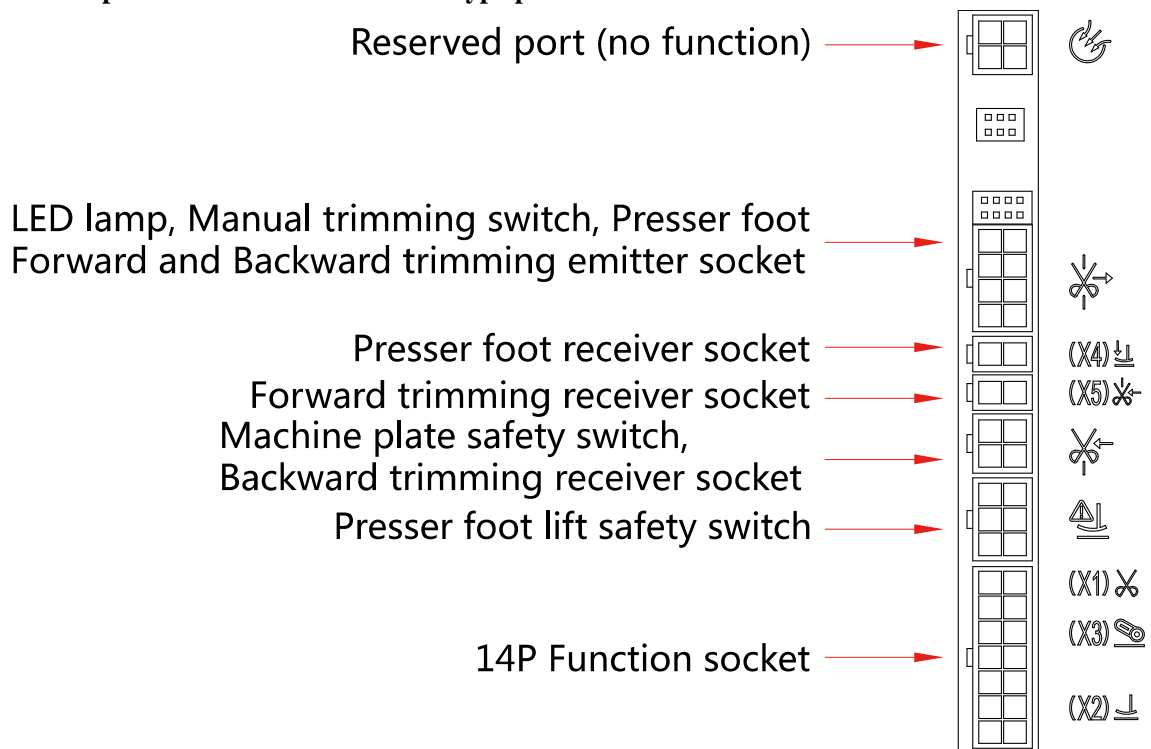 Reserved port (no function)
LED lamp, Manual trimming switch, Presser foot
Forward and Backward trimming emitter socket
Presser foot receiver socket
(X4)
Forward trimming receiver socket
(X5)
Machine plate safety switch,
Backward trimming receiver socket
Presser foot lift safety switch
(X1)
(X3)
14P Function socket
(X2)